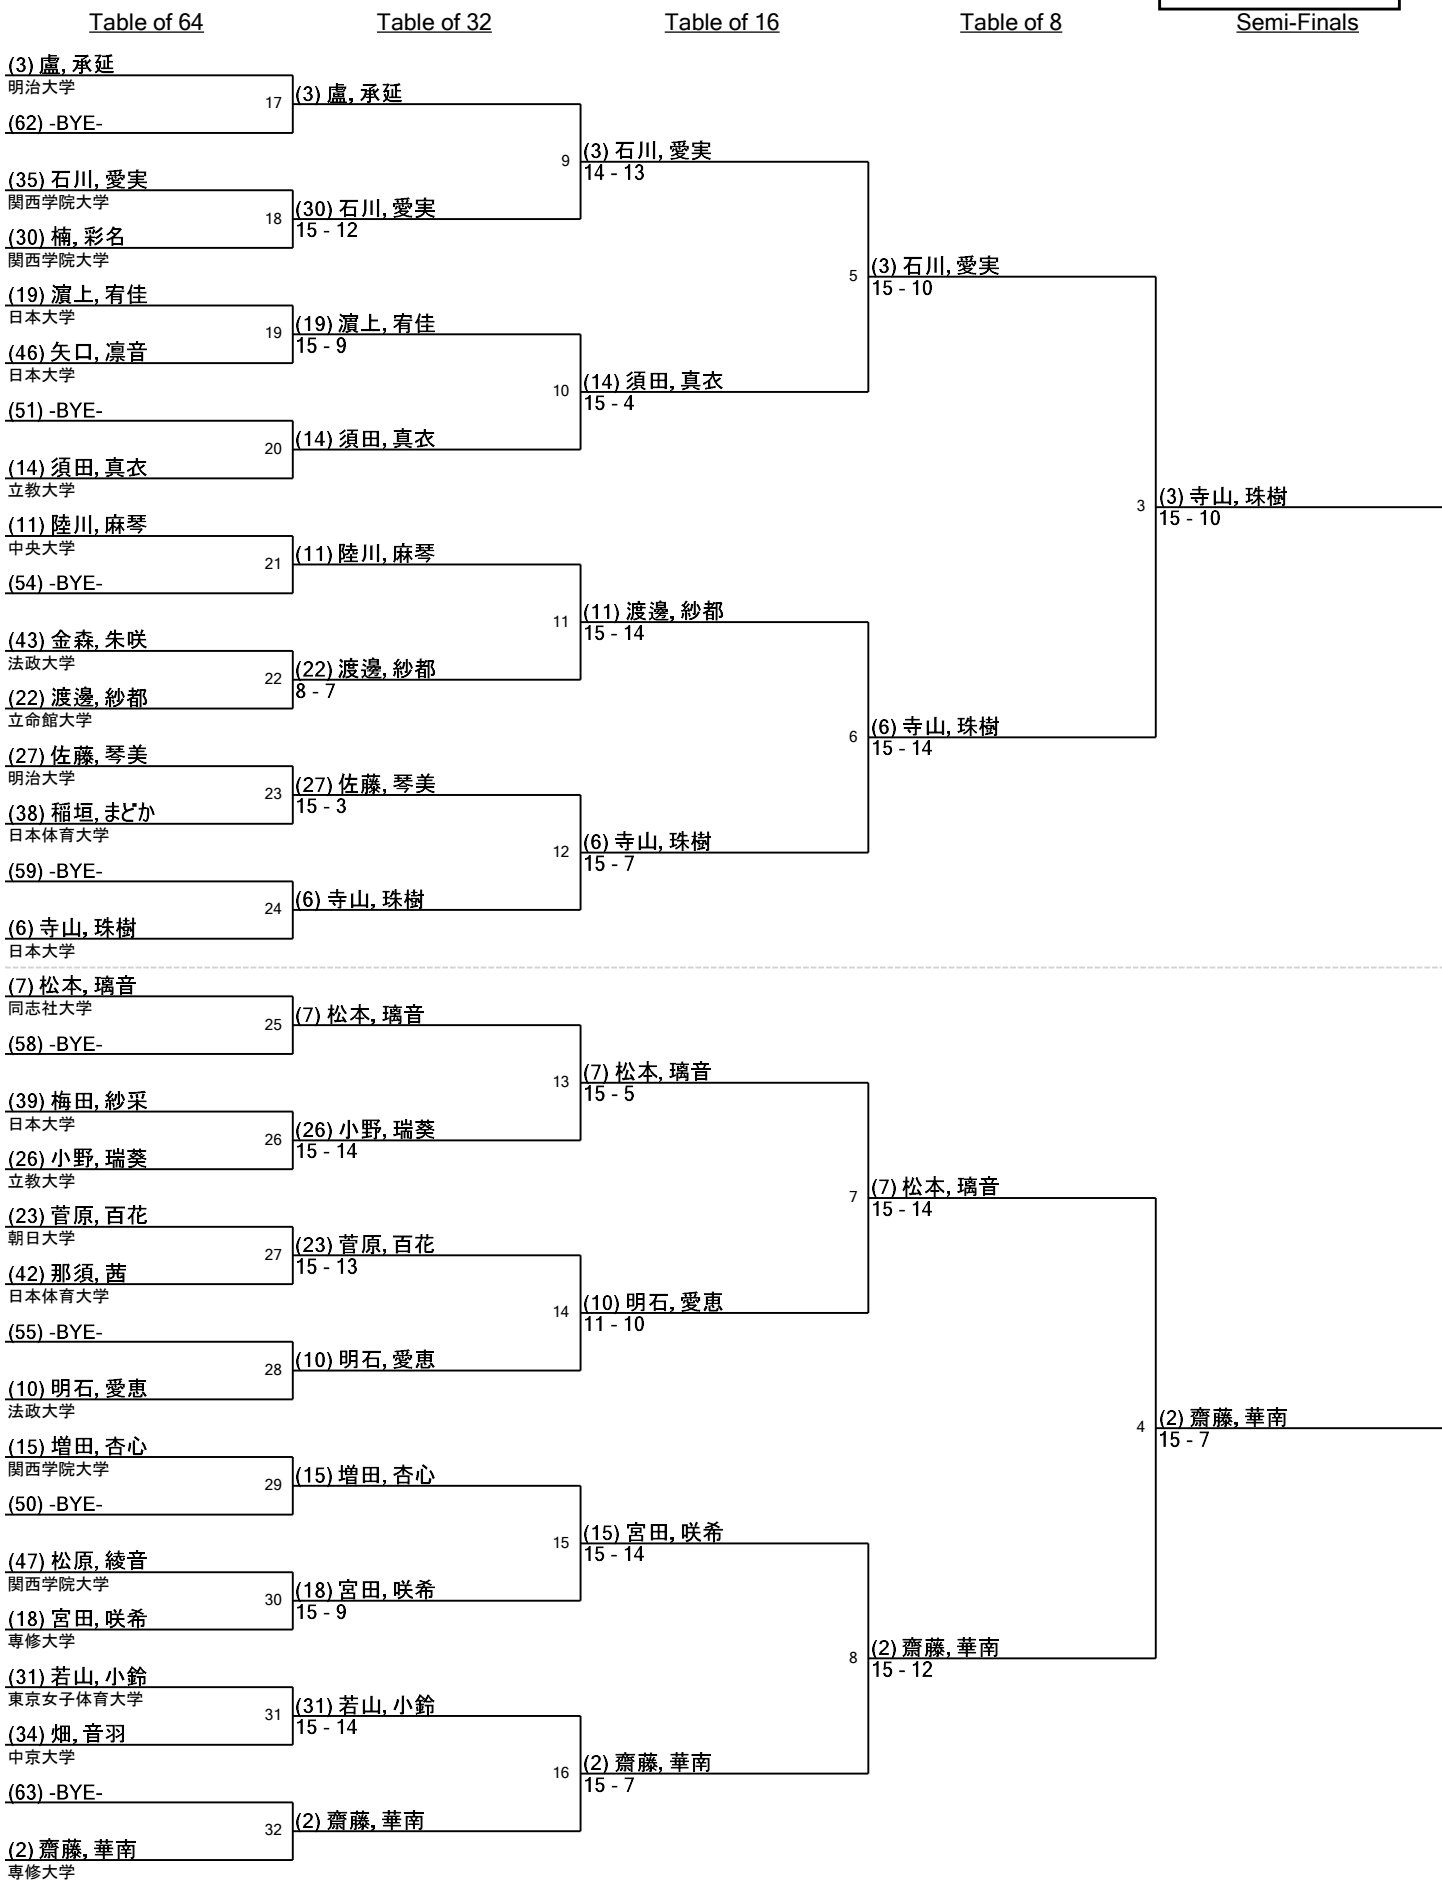 Table of 64
Table of 32
Table of 16
Table of 8
Semi-Finals
(3) 盧, 承延
明治大学
17
(62) -BYE-
(3) 盧, 承延
9
(3) 石川, 愛実
14 - 13
(35) 石川, 愛実
関西学院大学
18
(30) 楠, 彩名
関西学院大学
(30) 石川, 愛実
15 - 12
5
(3) 石川, 愛実
15 - 10
(19) 濵上, 宥佳
日本大学
19
(46) 矢口, 凛音
日本大学
(19) 濵上, 宥佳
15 - 9
10
(14) 須田, 真衣
15 - 4
(51) -BYE-
20
(14) 須田, 真衣
立教大学
(14) 須田, 真衣
3
(3) 寺山, 珠樹
15 - 10
(11) 陸川, 麻琴
中央大学
21
(54) -BYE-
(11) 陸川, 麻琴
11
(11) 渡邊, 紗都
15 - 14
(43) 金森, 朱咲
法政大学
22
(22) 渡邊, 紗都
立命館大学
(22) 渡邊, 紗都
8 - 7
6
(6) 寺山, 珠樹
15 - 14
(27) 佐藤, 琴美
明治大学
23
(38) 稲垣, まどか
日本体育大学
(27) 佐藤, 琴美
15 - 3
12
(6) 寺山, 珠樹
15 - 7
(59) -BYE-
24
(6) 寺山, 珠樹
日本大学
(6) 寺山, 珠樹
(7) 松本, 璃音
同志社大学
25
(58) -BYE-
(7) 松本, 璃音
13
(7) 松本, 璃音
15 - 5
(39) 梅田, 紗采
日本大学
26
(26) 小野, 瑞葵
立教大学
(26) 小野, 瑞葵
15 - 14
7
(7) 松本, 璃音
15 - 14
(23) 菅原, 百花
朝日大学
27
(42) 那須, 茜
日本体育大学
(23) 菅原, 百花
15 - 13
14
(10) 明石, 愛恵
11 - 10
(55) -BYE-
28
(10) 明石, 愛恵
法政大学
(10) 明石, 愛恵
4
(2) 齋藤, 華南
15 - 7
(15) 増田, 杏心
関西学院大学
29
(50) -BYE-
(15) 増田, 杏心
15
(15) 宮田, 咲希
15 - 14
(47) 松原, 綾音
関西学院大学
30
(18) 宮田, 咲希
専修大学
(18) 宮田, 咲希
15 - 9
8
(2) 齋藤, 華南
15 - 12
(31) 若山, 小鈴
東京女子体育大学
31
(34) 畑, 音羽
中京大学
(31) 若山, 小鈴
15 - 14
16
(2) 齋藤, 華南
15 - 7
(63) -BYE-
32
(2) 齋藤, 華南
専修大学
(2) 齋藤, 華南